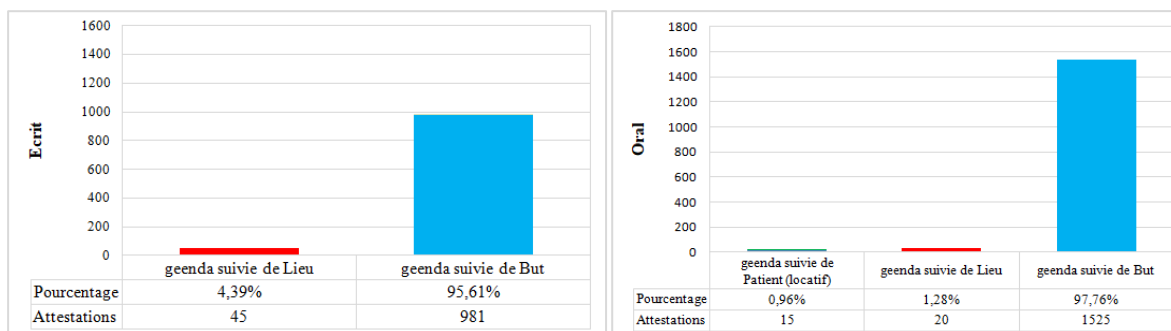 Ecrit
1600
1400
1200
1000
800
600
400
200
0
geenda suivie de Lieu geenda suivie de But
Pourcentage 4,39% 95,61%
Attestations 45 981
Oral
1800
1600
1400
1200
1000
800
600
400
200
0
geenda suivie de Patient (locatif) geenda suivie de Lieu geenda suivie de But
Pourcentage 0,96% 1,28% 97,76%
Attestations 15 20 1525